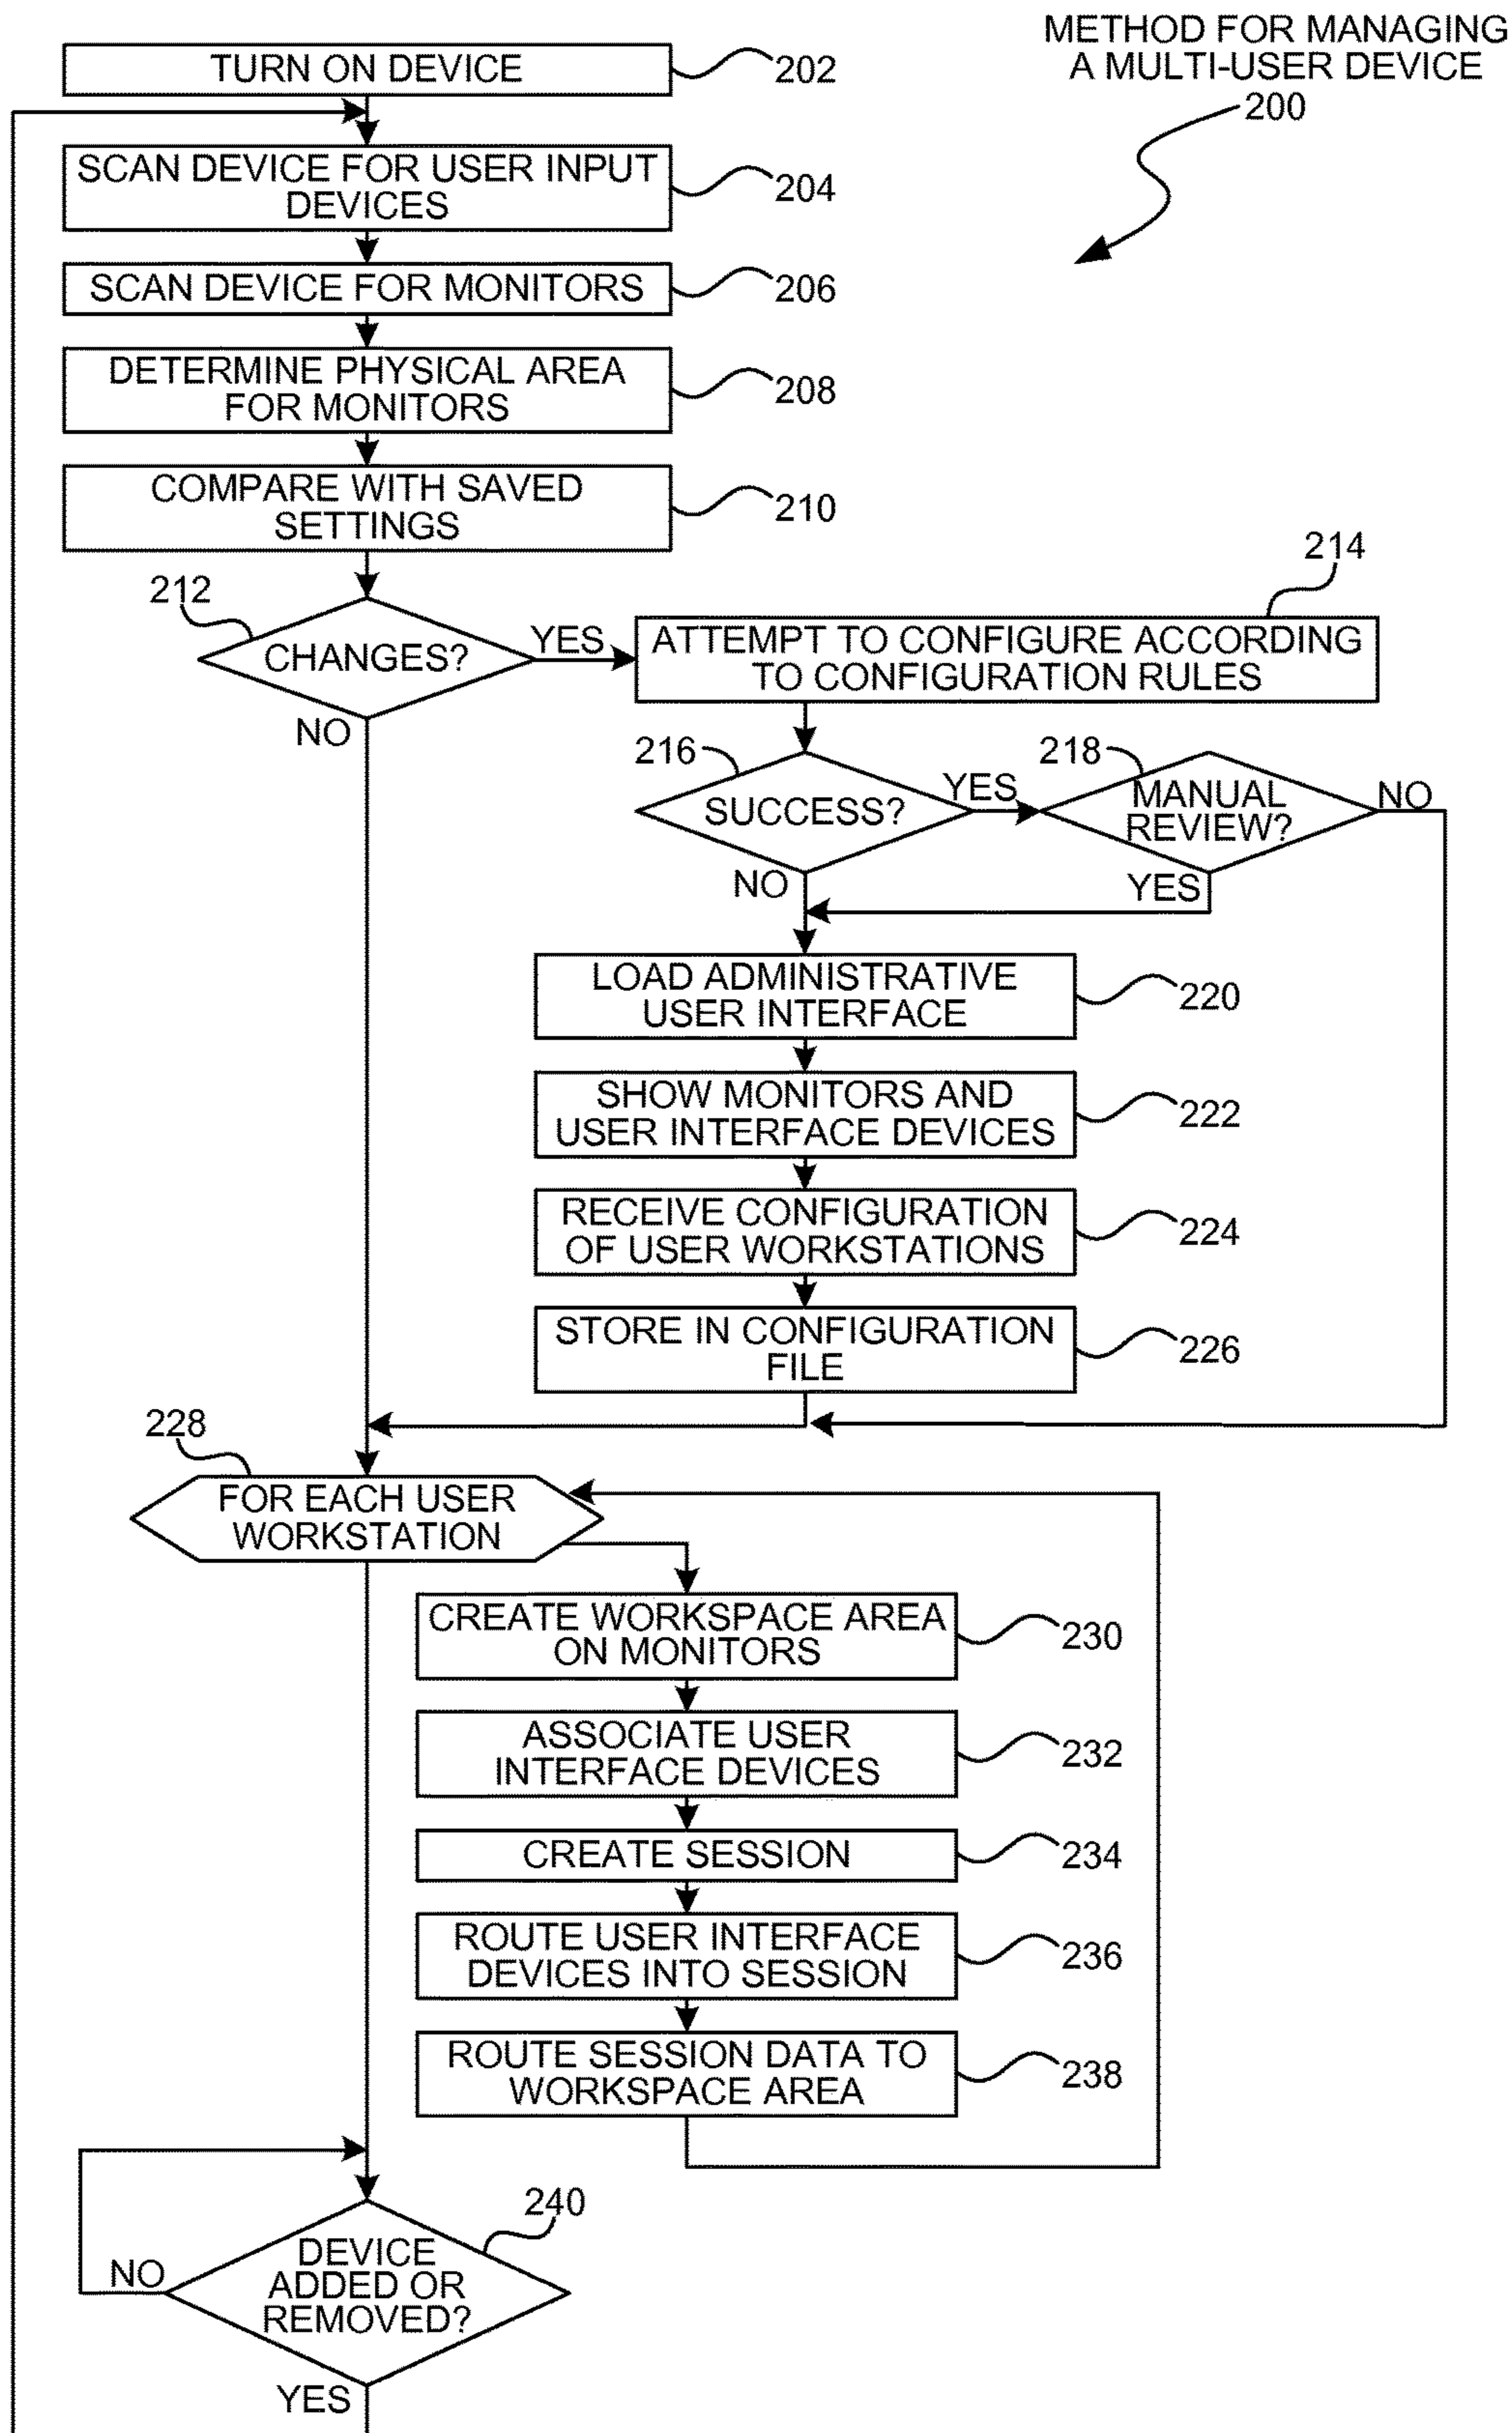 METHOD FOR MANAGING
A MULTI-USER DEVICE
200
TURN ON DEVICE
202
SCAN DEVICE FOR USER INPUT
DEVICES
204
SCAN DEVICE FOR MONITORS
206
DETERMINE PHYSICAL AREA
FOR MONITORS
208
COMPARE WITH SAVED
SETTINGS
210
212
CHANGES?
YES
NO
214
ATTEMPT TO CONFIGURE ACCORDING
TO CONFIGURATION RULES
216
SUCCESS?
YES
NO
218
MANUAL
REVIEW?
NO
YES
LOAD ADMINISTRATIVE
USER INTERFACE
220
SHOW MONITORS AND
USER INTERFACE DEVICES
222
RECEIVE CONFIGURATION
OF USER WORKSTATIONS
224
STORE IN CONFIGURATION
FILE
226
228
FOR EACH USER
WORKSTATION
CREATE WORKSPACE AREA
ON MONITORS
230
ASSOCIATE USER
INTERFACE DEVICES
232
CREATE SESSION
234
ROUTE USER INTERFACE
DEVICES INTO SESSION
236
ROUTE SESSION DATA TO
WORKSPACE AREA
238
240
DEVICE
ADDED OR
REMOVED?
NO
YES